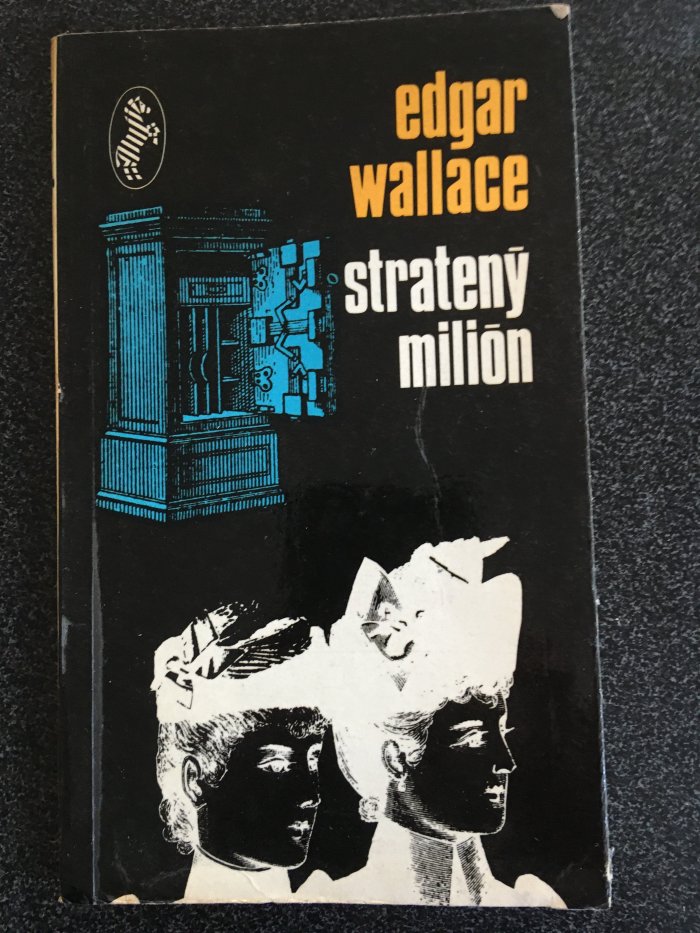 edgar
wallace
stratený
milión